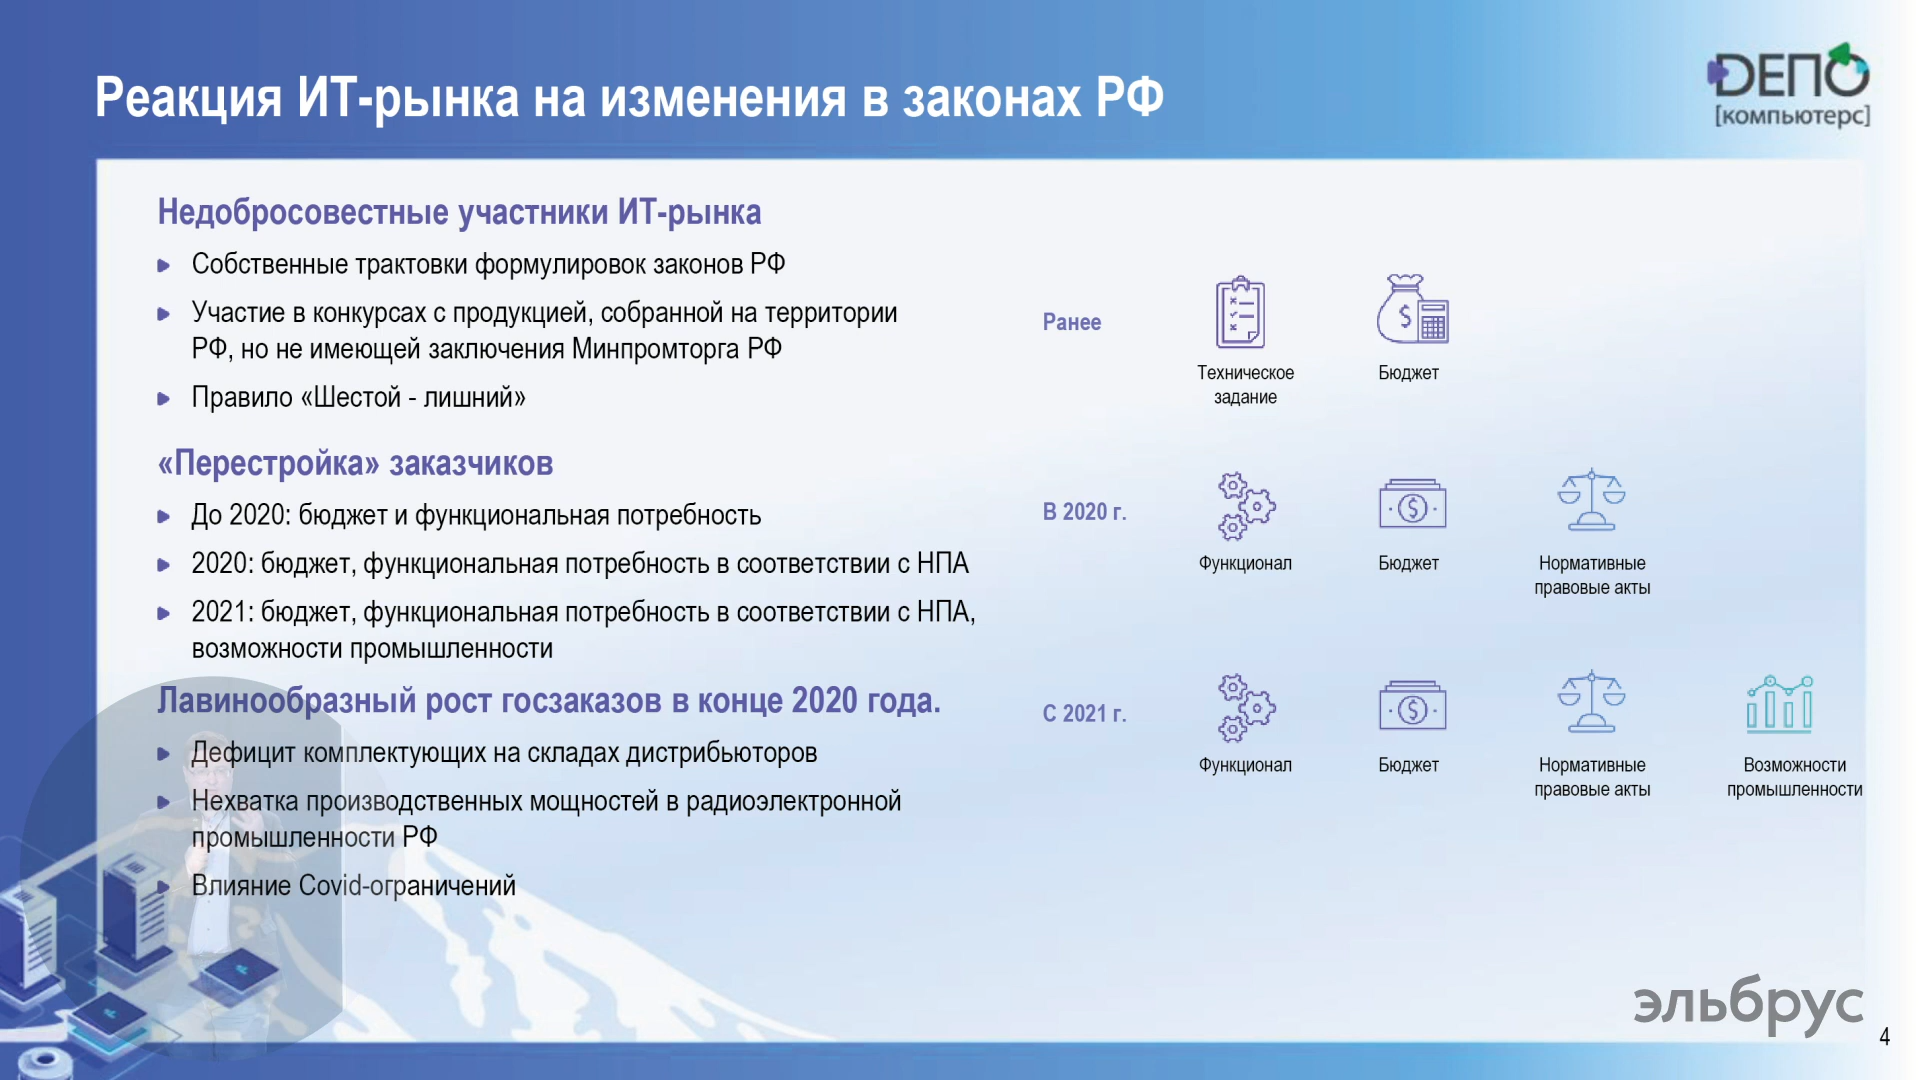 Реакция ИТ-рынка на изменения в законах РФ
DЕПО
[компьютерс]
Недобросовестные участники ИТ-рынка
Собственные трактовки формулировок законов РФ
Участие в конкурсах с продукцией, собранной на территории
РФ, но не имеющей заключения Минпромторга РФ
Правило «Шестой - лишний»
«Перестройка» заказчиков
До 2020: бюджет и функциональная потребность
2020: бюджет, функциональная потребность в соответствии с НПА
2021: бюджет, функциональная потребность в соответствии с НПА,
возможности промышленности
Лавинообразный рост госзаказов в конце 2020 года.
Дефицит комплектующих на складах дистрибьюторов
Нехватка производственных мощностей в радиоэлектронной
промышленности РФ
Влияние Covid-ограничений
Ранее
Техническое
задание
Бюджет
В 2020 г.
Функционал
Бюджет
Нормативные
правовые акты
С 2021 г.
Функционал
Бюджет
Нормативные
правовые акты
Возможности
промышленности
эльбрус
4